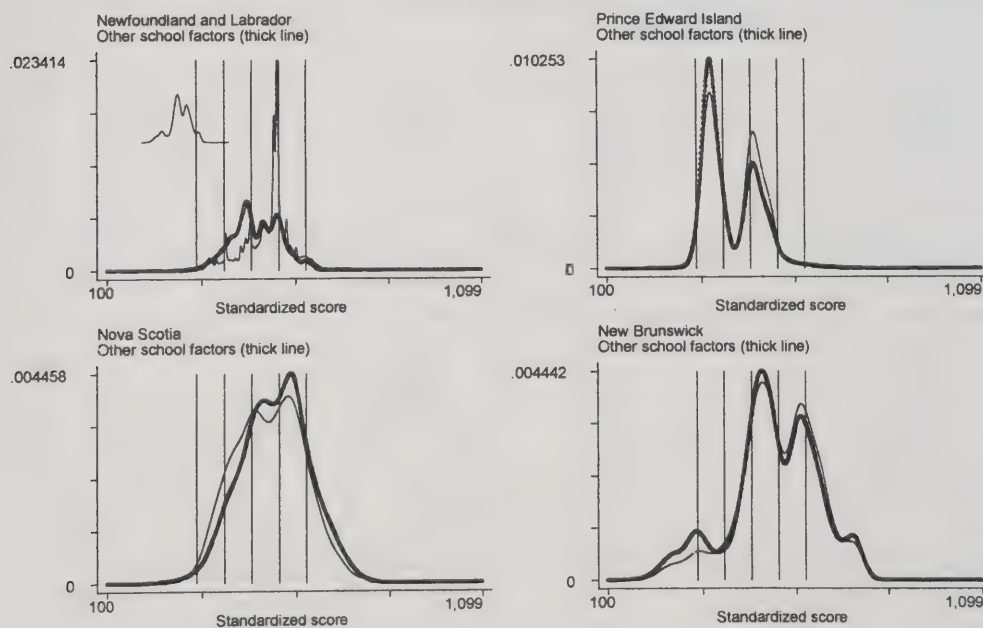 Newfoundland and Labrador
Other school factors (thick line)
.023414
0
100
1,099
Standardized score
Prince Edward Island
Other school factors (thick line)
.010253
0
100
1,099
Standardized score
Nova Scotia
Other school factors (thick line)
.004458
0
100
1,099
Standardized score
New Brunswick
Other school factors (thick line)
.004442
0
100
1,099
Standardized score